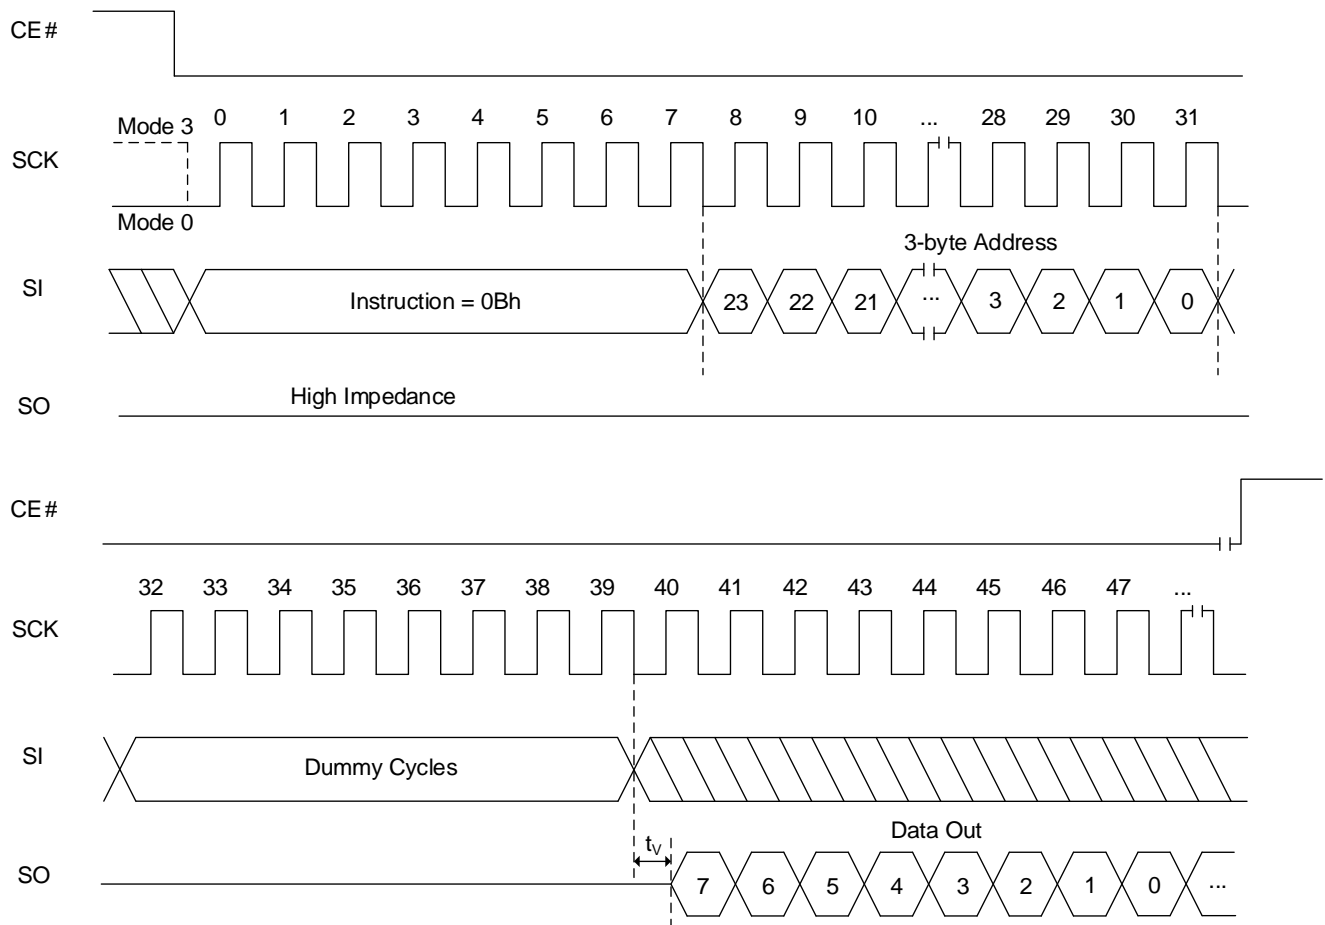 CE#
Mode 3
0 1 2 3 4 5 6 7 8 9 10 ... 28 29 30 31
SCK
Mode 0
3-byte Address
SI
Instruction = 0Bh
23 22 21 ... 3 2 1 0
High Impedance
SO
CE#
32 33 34 35 36 37 38 39 40 41 42 43 44 45 46 47 ...
SCK
SI
Dummy Cycles
Data Out
tV
SO
7 6 5 4 3 2 1 0 ...